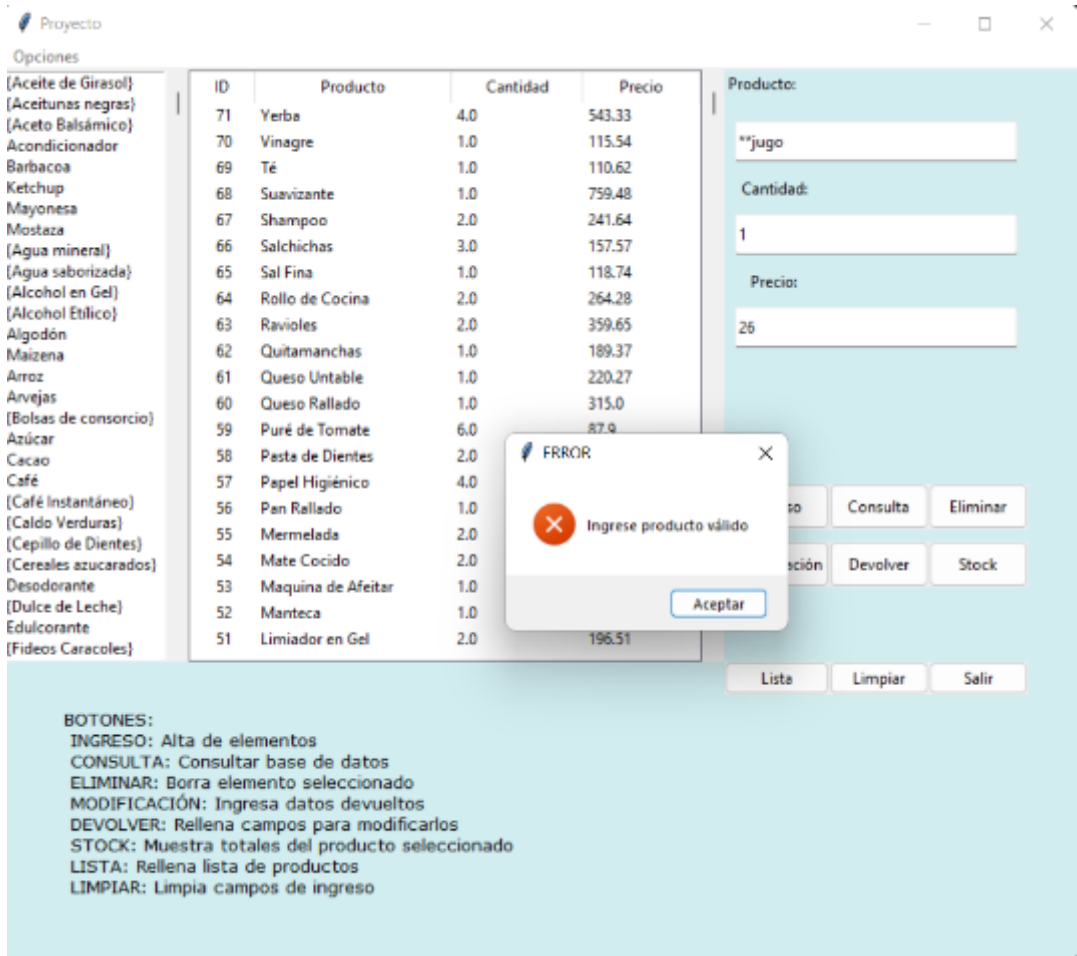 Proyecto
Opciones
{Aceite de Girasol}
{Aceitunas negras}
{Aceto Balsámico}
Acondicionador
Barbacoa
Ketchup
Mayonesa
Mostaza
{Agua mineral}
{Agua saborizada}
{Alcohol en Gel}
{Alcohol Etílico}
Algodón
Maizena
Arroz
Arvejas
{Bolsas de consorcio}
Azúcar
Cacao
Café
{Café Instantáneo}
{Caldo Verduras}
{Cepillo de Dientes}
{Cereales azucarados}
Desodorante
{Dulce de Leche}
Edulcorante
{Fideos Caracoles}
ID Producto Cantidad Precio
71 Yerba 4.0 543.33
70 Vinagre 1.0 115.54
69 Té 1.0 110.62
68 Suavizante 1.0 759.48
67 Shampoo 2.0 241.64
66 Salchichas 3.0 157.57
65 Sal Fina 1.0 118.74
64 Rollo de Cocina 2.0 264.28
63 Ravioles 2.0 359.65
62 Quitamanchas 1.0 189.37
61 Queso Untable 1.0 220.27
60 Queso Rallado 1.0 315.0
59 Puré de Tomate 6.0 87.9
58 Pasta de Dientes 2.0
57 Papel Higiénico 4.0
56 Pan Rallado 1.0
55 Mermelada 2.0
54 Mate Cocido 2.0
53 Maquina de Afeitar 1.0
52 Manteca 1.0
51 Limiador en Gel 2.0 196.51
Producto:
**jugo
Cantidad:
1
Precio:
26
ERROR
Ingrese producto válido
Aceptar
so Consulta Eliminar
ación Devolver Stock
Lista Limpiar Salir
BOTONES:
INGRESO: Alta de elementos
CONSULTA: Consultar base de datos
ELIMINAR: Borra elemento seleccionado
MODIFICACIÓN: Ingresa datos devueltos
DEVOLVER: Rellena campos para modificarlos
STOCK: Muestra totales del producto seleccionado
LISTA: Rellena lista de productos
LIMPIAR: Limpia campos de ingreso